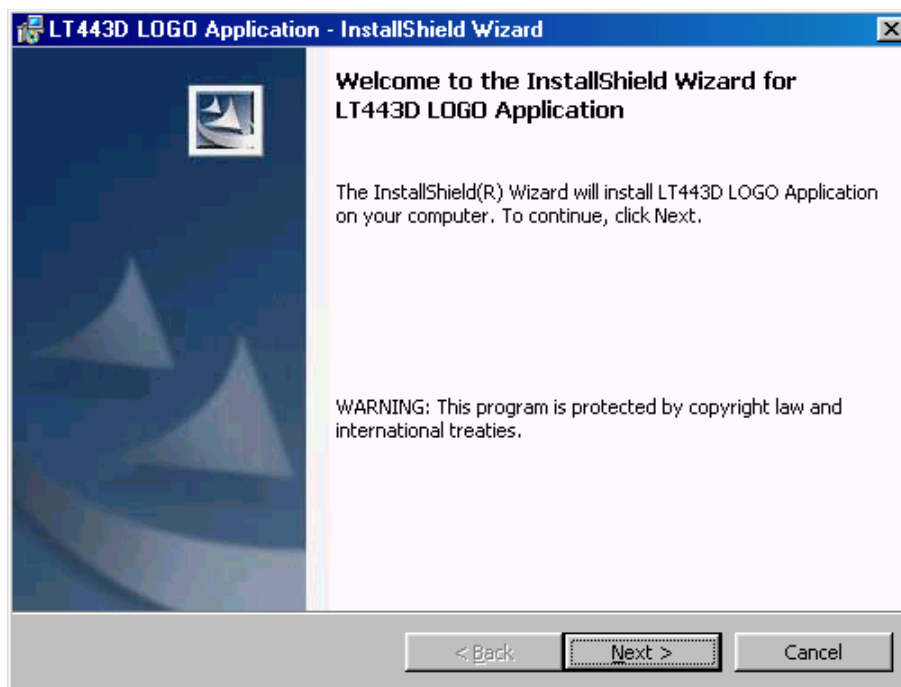 LT443D LOGO Application - InstallShield Wizard
Welcome to the InstallShield Wizard for
LT443D LOGO Application
The InstallShield(R) Wizard will install LT443D LOGO Application
on your computer. To continue, click Next.
WARNING: This program is protected by copyright law and
international treaties.
< Back
Next >
Cancel